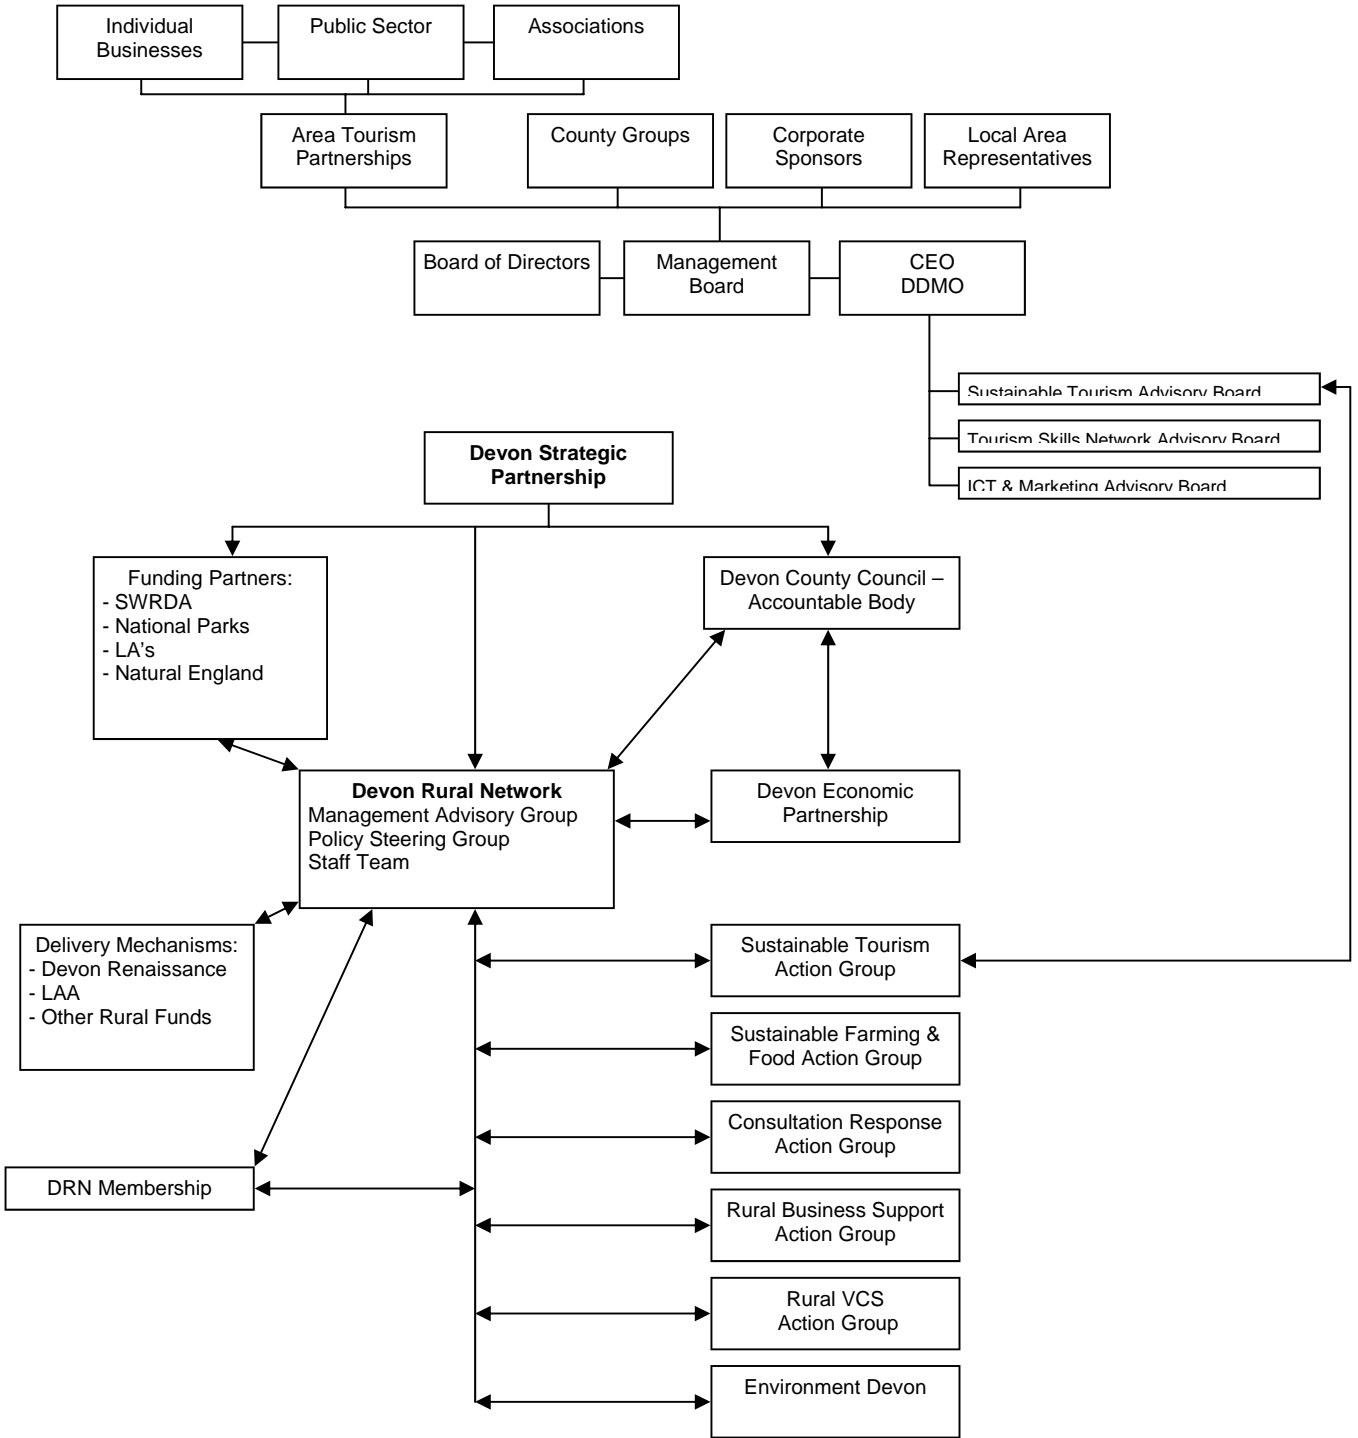 Individual
Businesses
Public Sector
Associations
Area Tourism
Partnerships
County Groups
Corporate
Sponsors
Local Area
Representatives
Board of Directors
Management
Board
CEO
DDMO
Sustainable Tourism Advisory Board
Tourism Skills Network Advisory Board
ICT & Marketing Advisory Board
Devon Strategic
Partnership
Funding Partners:
- SWRDA
- National Parks
- LA's
- Natural England
Devon County Council –
Accountable Body
Devon Rural Network
Management Advisory Group
Policy Steering Group
Staff Team
Devon Economic
Partnership
Delivery Mechanisms:
- Devon Renaissance
- LAA
- Other Rural Funds
Sustainable Tourism
Action Group
Sustainable Farming &
Food Action Group
Consultation Response
Action Group
DRN Membership
Rural Business Support
Action Group
Rural VCS
Action Group
Environment Devon